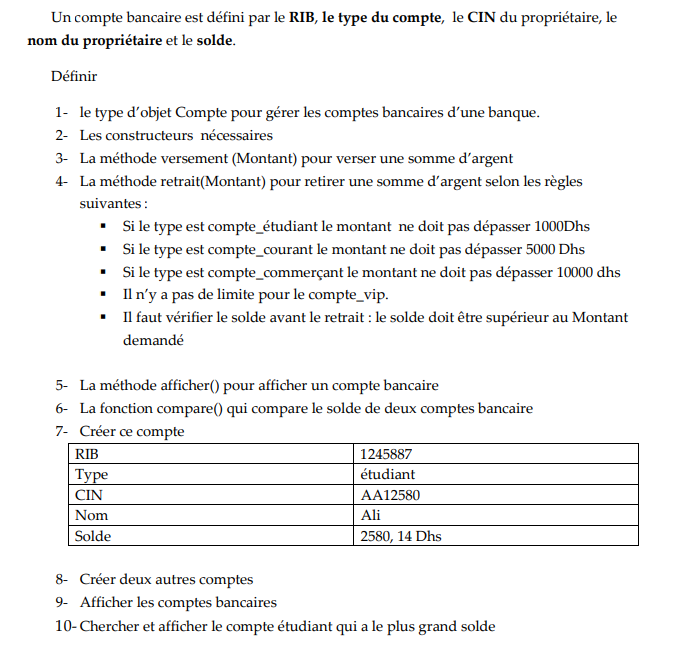 Un compte bancaire est défini par le RIB, le type du compte, le CIN du propriétaire, le
nom du propriétaire et le solde.
Définir
1- le type d'objet Compte pour gérer les comptes bancaires d'une banque.
2- Les constructeurs nécessaires
3- La méthode versement (Montant) pour verser une somme d'argent
4- La méthode retrait(Montant) pour retirer une somme d'argent selon les règles
suivantes :
▪ Si le type est compte_étudiant le montant ne doit pas dépasser 1000Dhs
▪ Si le type est compte_courant le montant ne doit pas dépasser 5000 Dhs
▪ Si le type est compte_commerçant le montant ne doit pas dépasser 10000 dhs
▪ Il n'y a pas de limite pour le compte_vip.
▪ Il faut vérifier le solde avant le retrait : le solde doit être supérieur au Montant
demandé
5- La méthode afficher() pour afficher un compte bancaire
6- La fonction compare() qui compare le solde de deux comptes bancaire
7- Créer ce compte
RIB 1245887
Type étudiant
CIN AA12580
Nom Ali
Solde 2580, 14 Dhs
8- Créer deux autres comptes
9- Afficher les comptes bancaires
10- Chercher et afficher le compte étudiant qui a le plus grand solde